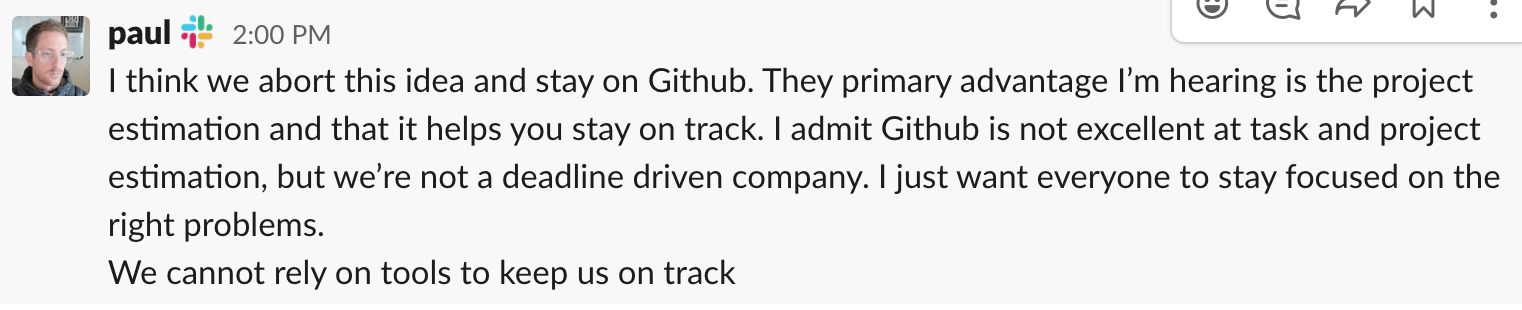 paul 2:00 PM
I think we abort this idea and stay on Github. They primary advantage I’m hearing is the project
estimation and that it helps you stay on track. I admit Github is not excellent at task and project
estimation, but we’re not a deadline driven company. I just want everyone to stay focused on the
right problems.
We cannot rely on tools to keep us on track